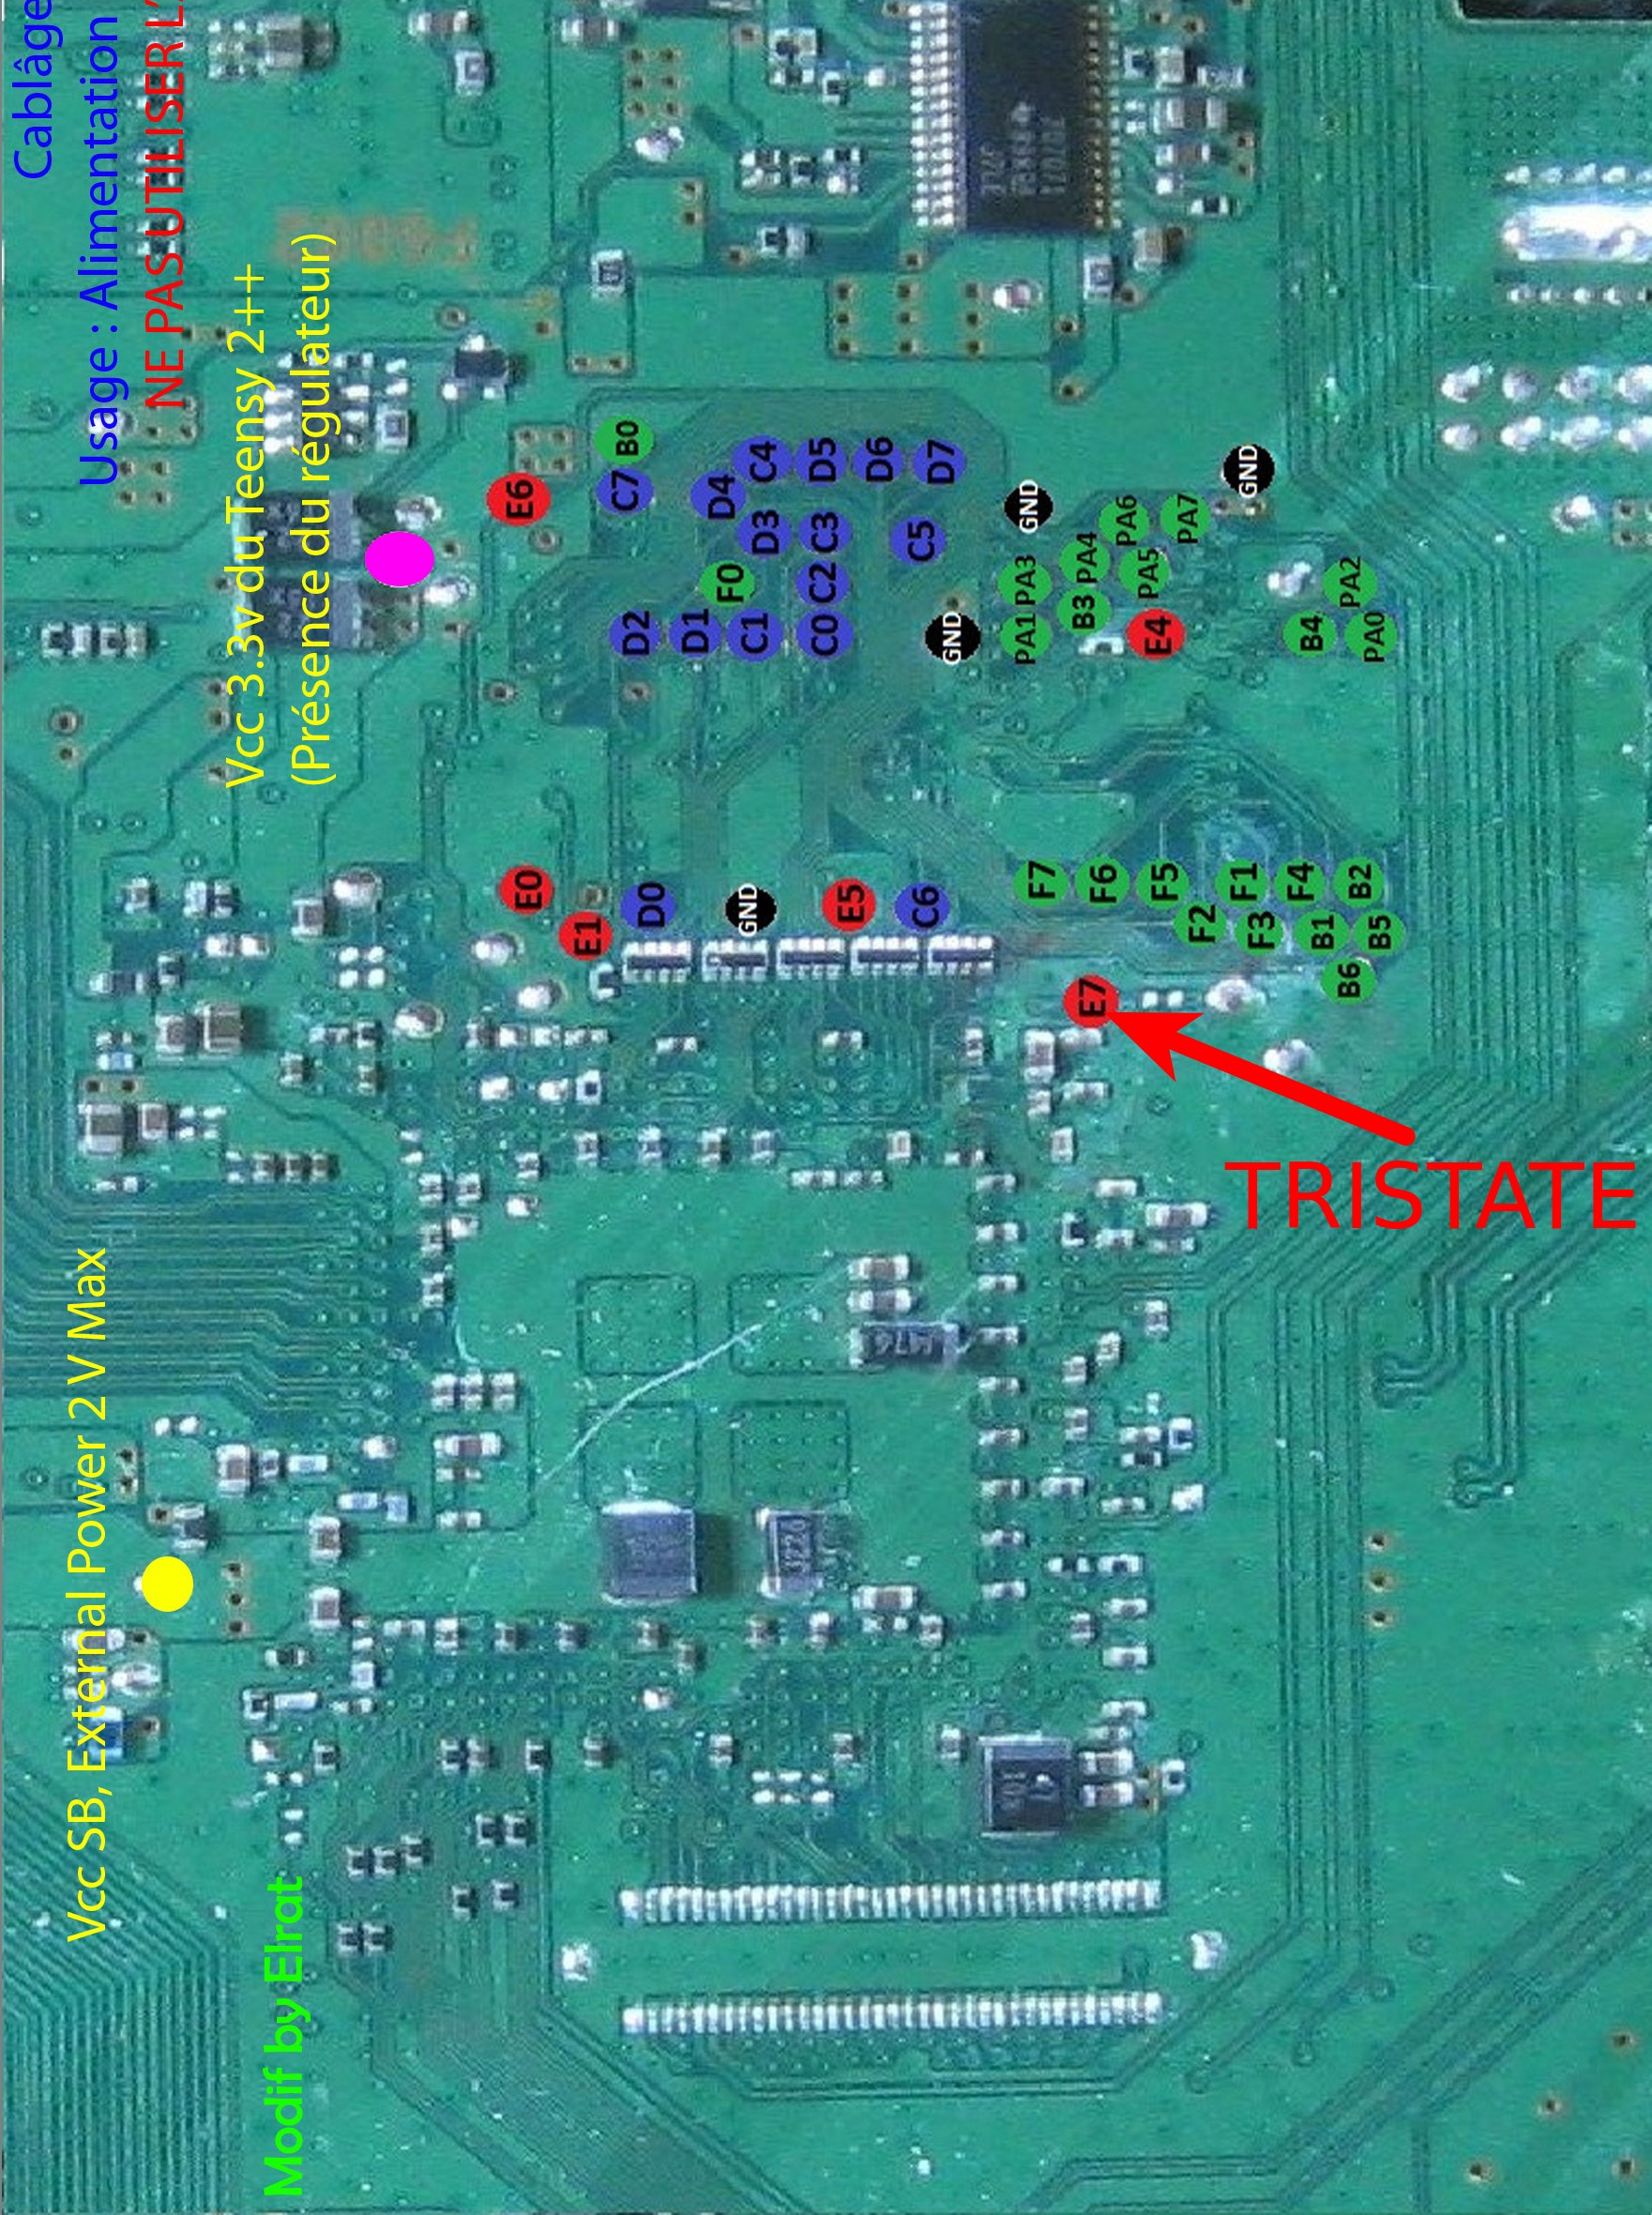 Cablâge
Usage : Alimentation
NE PAS UTILISER L'
Vcc 3.3v du Teensy 2++
(Présence du régulateur)
E6
B0
C7
D4
C4
D5
D6
D7
D3
C3
C5
F0
C2
D2
D1
C1
C0
GND
GND
GND
PA6
PA7
PA3
PA4
PA5
PA1
B3
E4
PA2
B4
PA0
E0
E1
D0
GND
E5
C6
F7
F6
F5
F1
F4
B2
F2
F3
B1
B5
B6
E7
TRISTATE
Vcc SB, External Power 2 V Max
Modif by Elrat